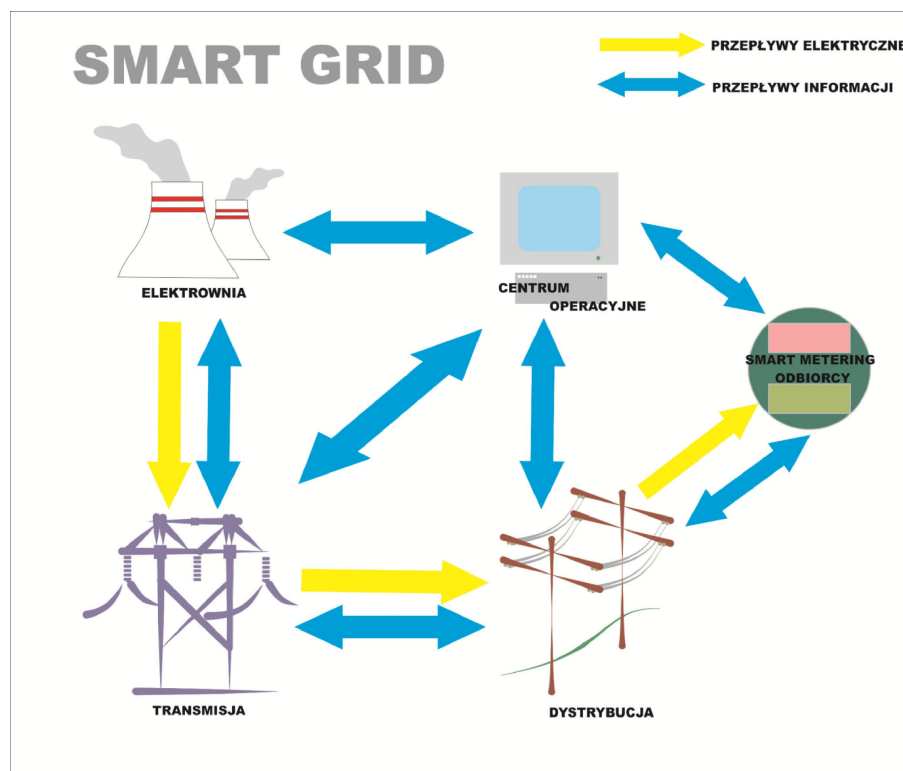 SMART GRID
PRZEPŁYWY ELEKTRYCZNE
PRZEPŁYWY INFORMACJI
ELEKTROWNIA
CENTRUM
OPERACYJNE
SMART METERING
ODBIORCY
TRANSMISJA
DYSTRYBUCJA